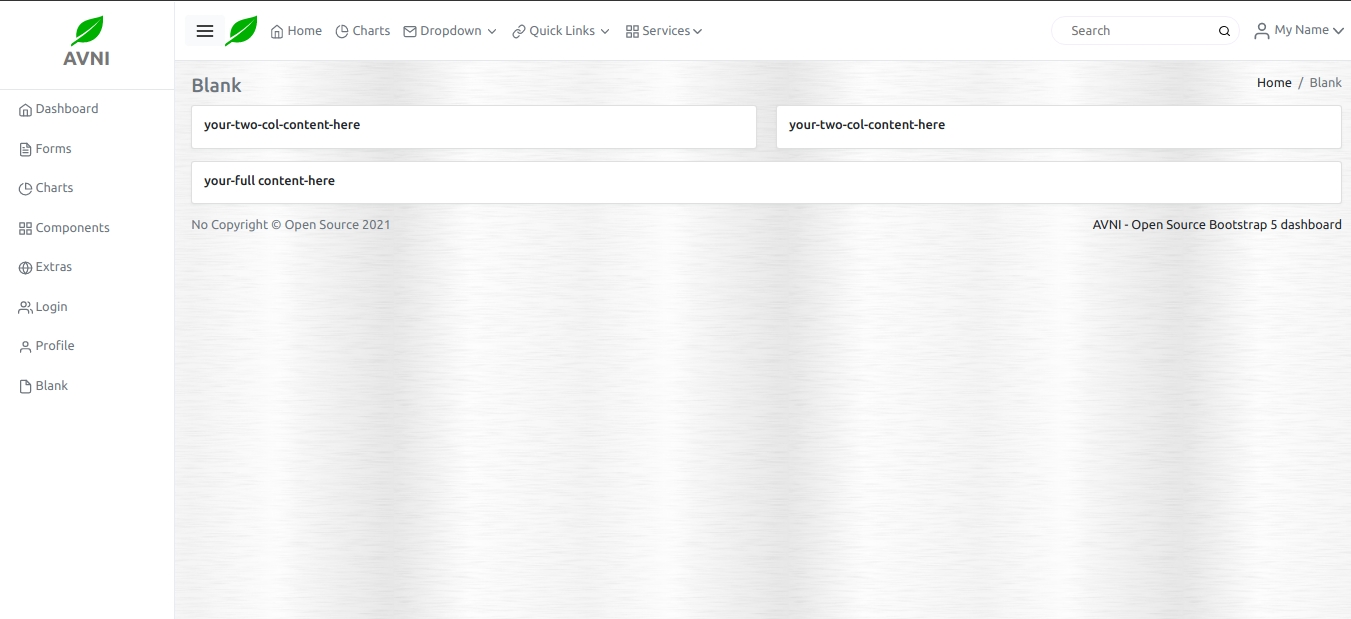 AVNI
Dashboard
Forms
Charts
Components
Extras
Login
Profile
Blank
Home Charts Dropdown Quick Links Services Search My Name
Blank Home / Blank
your-two-col-content-here your-two-col-content-here
your-full content-here
No Copyright © Open Source 2021 AVNI - Open Source Bootstrap 5 dashboard